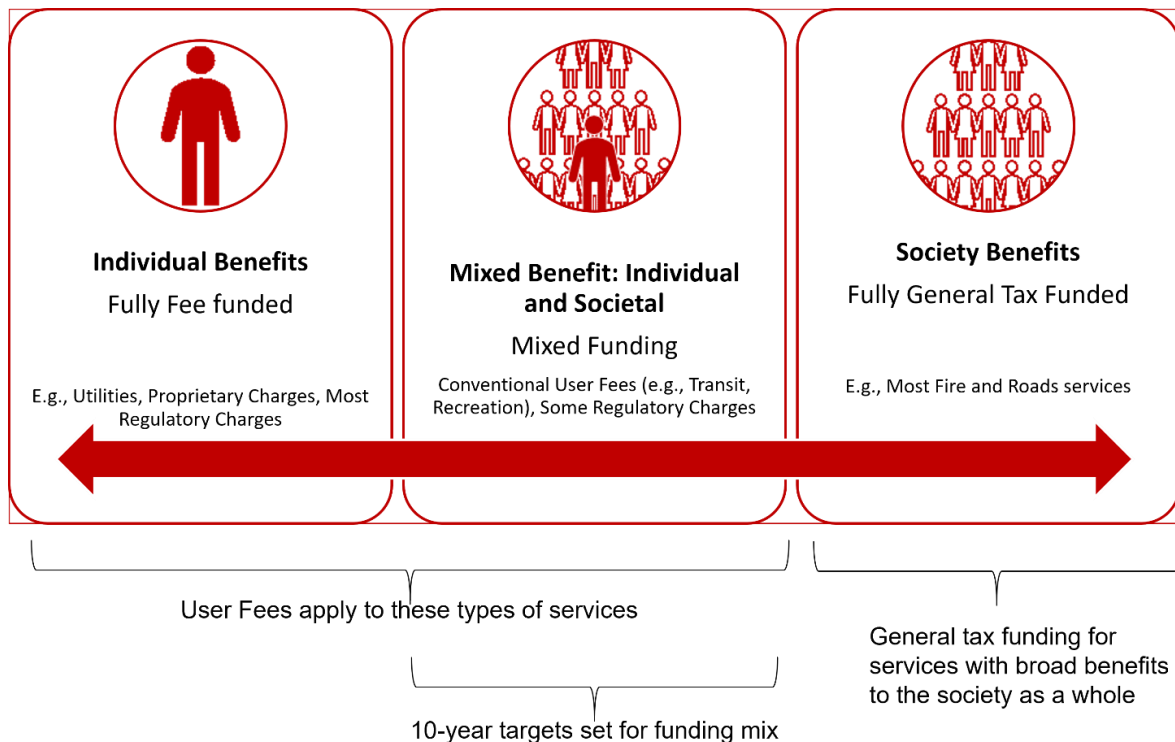 Individual Benefits
Fully Fee funded
E.g., Utilities, Proprietary Charges, Most
Regulatory Charges
Mixed Benefit: Individual
and Societal
Mixed Funding
Conventional User Fees (e.g., Transit,
Recreation), Some Regulatory Charges
Society Benefits
Fully General Tax Funded
E.g., Most Fire and Roads services
User Fees apply to these types of services
10-year targets set for funding mix
General tax funding for
services with broad benefits
to the society as a whole